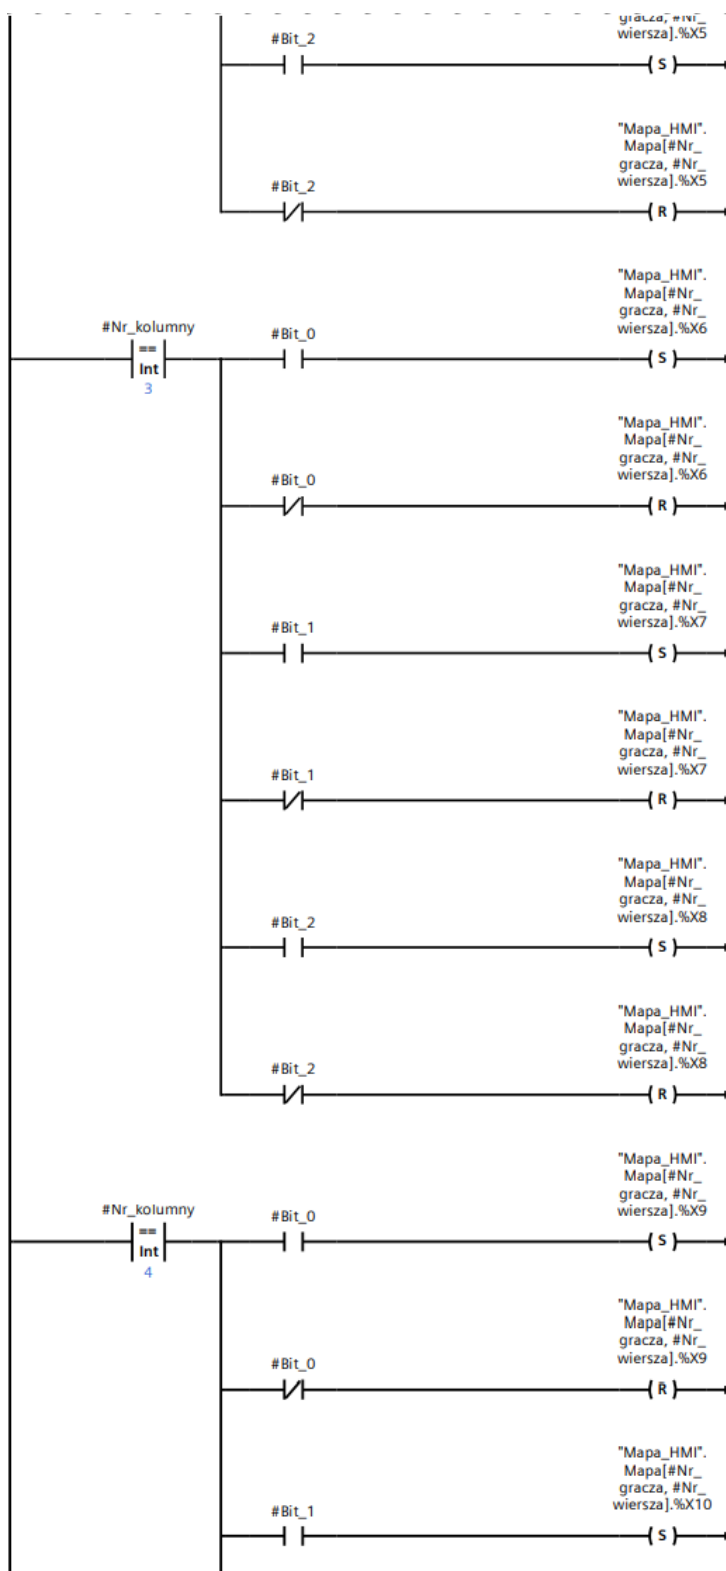 gracza, #Nr_
wiersza].%X5
#Bit_2
( S )
"Mapa_HMI".
Mapa[#Nr_
gracza, #Nr_
wiersza].%X5
#Bit_2
( R )
"Mapa_HMI".
Mapa[#Nr_
gracza, #Nr_
wiersza].%X6
#Nr_kolumny
==
Int
3
#Bit_0
( S )
"Mapa_HMI".
Mapa[#Nr_
gracza, #Nr_
wiersza].%X6
#Bit_0
( R )
"Mapa_HMI".
Mapa[#Nr_
gracza, #Nr_
wiersza].%X7
#Bit_1
( S )
"Mapa_HMI".
Mapa[#Nr_
gracza, #Nr_
wiersza].%X7
#Bit_1
( R )
"Mapa_HMI".
Mapa[#Nr_
gracza, #Nr_
wiersza].%X8
#Bit_2
( S )
"Mapa_HMI".
Mapa[#Nr_
gracza, #Nr_
wiersza].%X8
#Bit_2
( R )
"Mapa_HMI".
Mapa[#Nr_
gracza, #Nr_
wiersza].%X9
#Nr_kolumny
==
Int
4
#Bit_0
( S )
"Mapa_HMI".
Mapa[#Nr_
gracza, #Nr_
wiersza].%X9
#Bit_0
( R )
"Mapa_HMI".
Mapa[#Nr_
gracza, #Nr_
wiersza].%X10
#Bit_1
( S )